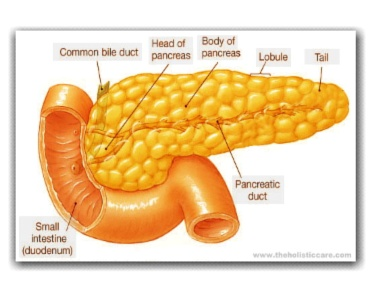 Common bile duct
Head of
pancreas
Body of
pancreas
Lobule
Tail
Pancreatic
duct
Small
intestine
(duodenum)
www.theholisticcare.com